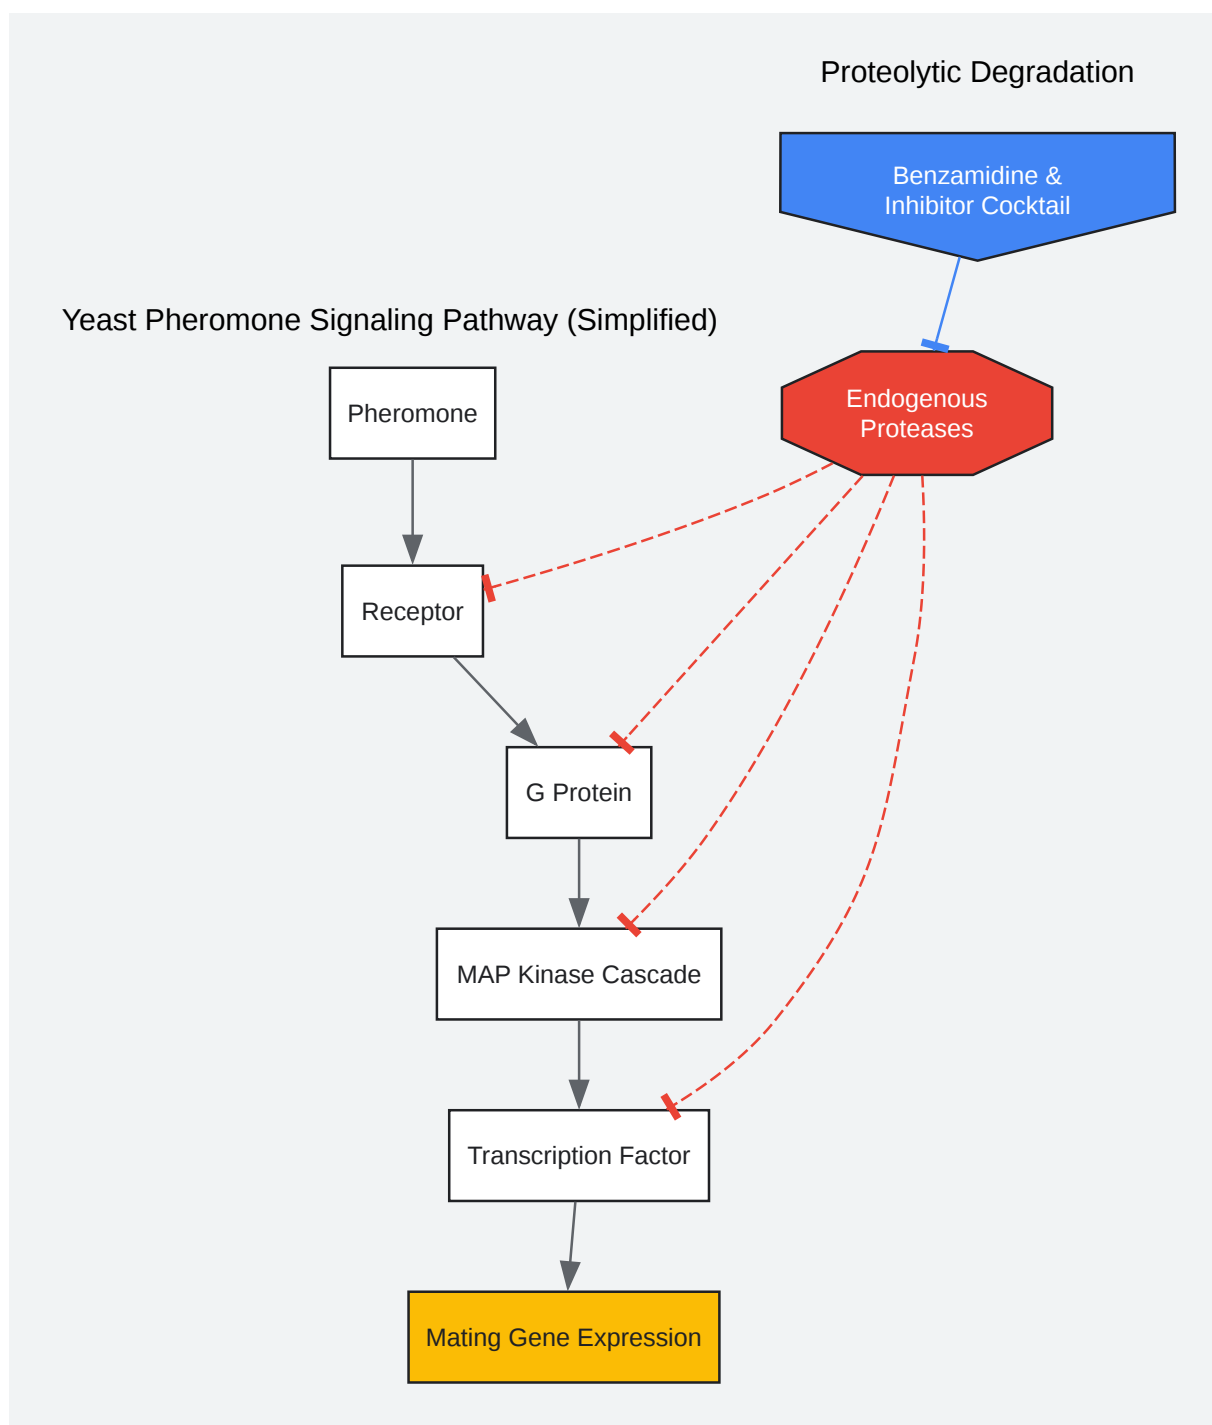 Proteolytic Degradation
Benzamidine &
Inhibitor Cocktail
Yeast Pheromone Signaling Pathway (Simplified)
Pheromone
Endogenous
Proteases
Receptor
G Protein
MAP Kinase Cascade
Transcription Factor
Mating Gene Expression